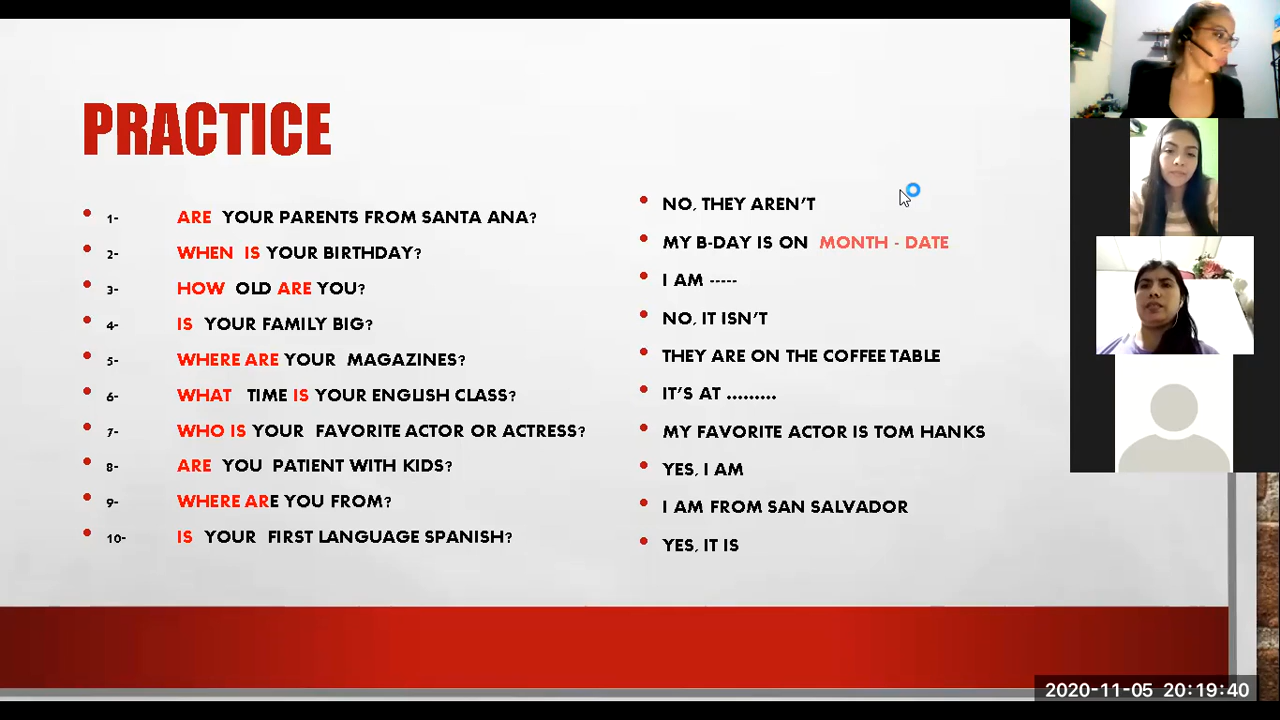 PRACTICE
1- ARE YOUR PARENTS FROM SANTA ANA?
2- WHEN IS YOUR BIRTHDAY?
3- HOW OLD ARE YOU?
4- IS YOUR FAMILY BIG?
5- WHERE ARE YOUR MAGAZINES?
6- WHAT TIME IS YOUR ENGLISH CLASS?
7- WHO IS YOUR FAVORITE ACTOR OR ACTRESS?
8- ARE YOU PATIENT WITH KIDS?
9- WHERE ARE YOU FROM?
10- IS YOUR FIRST LANGUAGE SPANISH?
NO, THEY AREN'T
MY B-DAY IS ON MONTH - DATE
I AM -----
NO, IT ISN'T
THEY ARE ON THE COFFEE TABLE
IT'S AT .........
MY FAVORITE ACTOR IS TOM HANKS
YES, I AM
I AM FROM SAN SALVADOR
YES, IT IS
2020-11-05 20:19:40